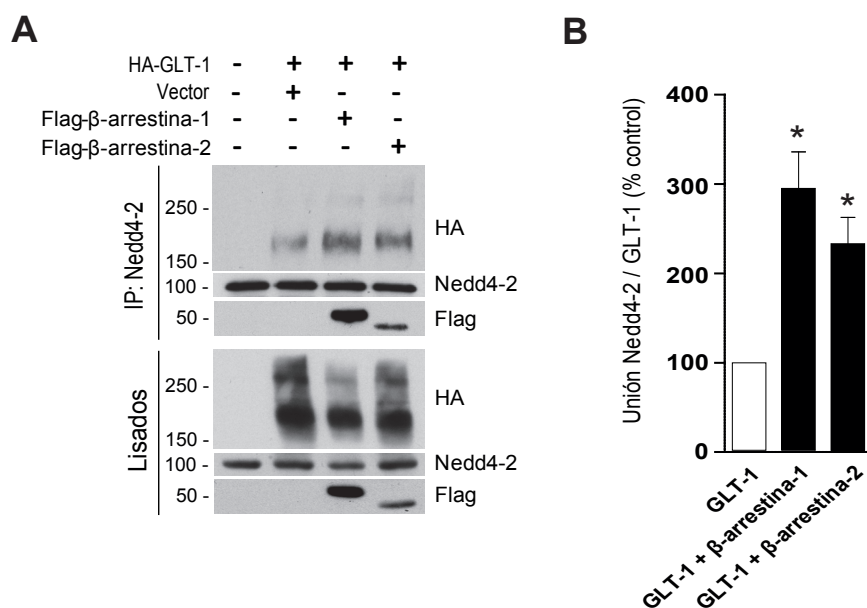 A
HA-GLT-1 - + + +
Vector - + - -
Flag-β-arrestina-1 - - + -
Flag-β-arrestina-2 - - - +
IP: Nedd4-2
250 -
HA
150 -
100 - Nedd4-2
50 - Flag
Lisados
250 -
HA
150 -
100 - Nedd4-2
50 - Flag
B
Unión Nedd4-2 / GLT-1 (% control)
400
300
200
100
0
*
*
GLT-1
GLT-1 + β-arrestina-1
GLT-1 + β-arrestina-2